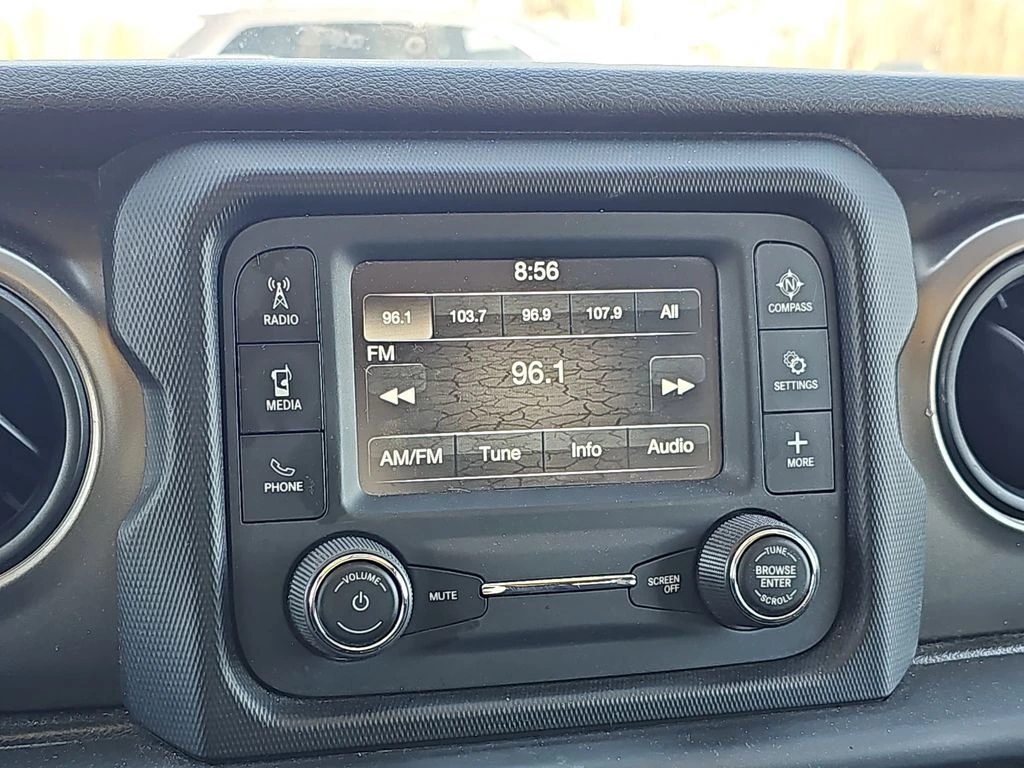 8:56
96.1 103.7 96.9 107.9 All
FM
96.1
AM/FM Tune Info Audio
RADIO
MEDIA
PHONE
N
COMPASS
SETTINGS
MORE
VOLUME
MUTE
SCREEN
OFF
TUNE
BROWSE
ENTER
SCROLL